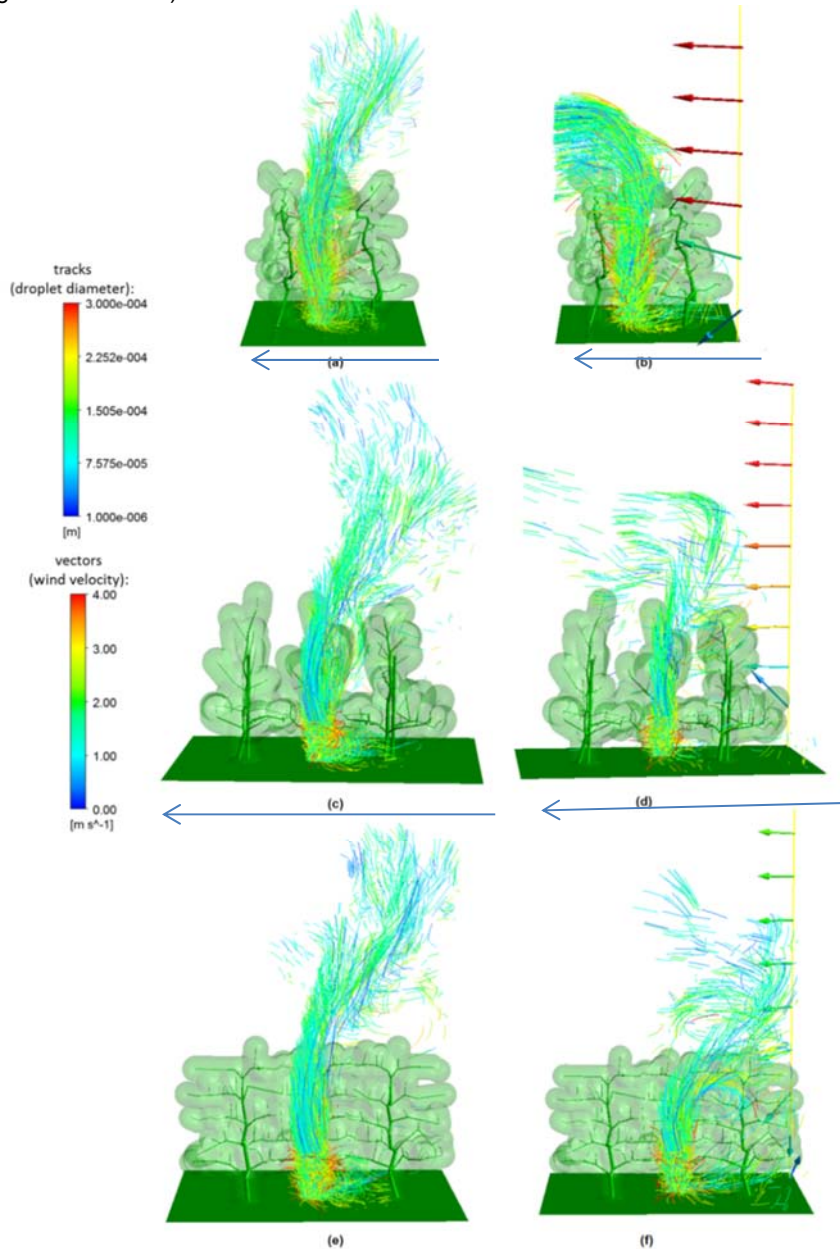 (a)
(b)
tracks
(droplet diameter):
3.000e-004
2.252e-004
1.505e-004
7.575e-005
1.000e-006
[m]
vectors
(wind velocity):
4.00
3.00
2.00
1.00
0.00
[m s^-1]
(c)
(d)
(e)
(f)